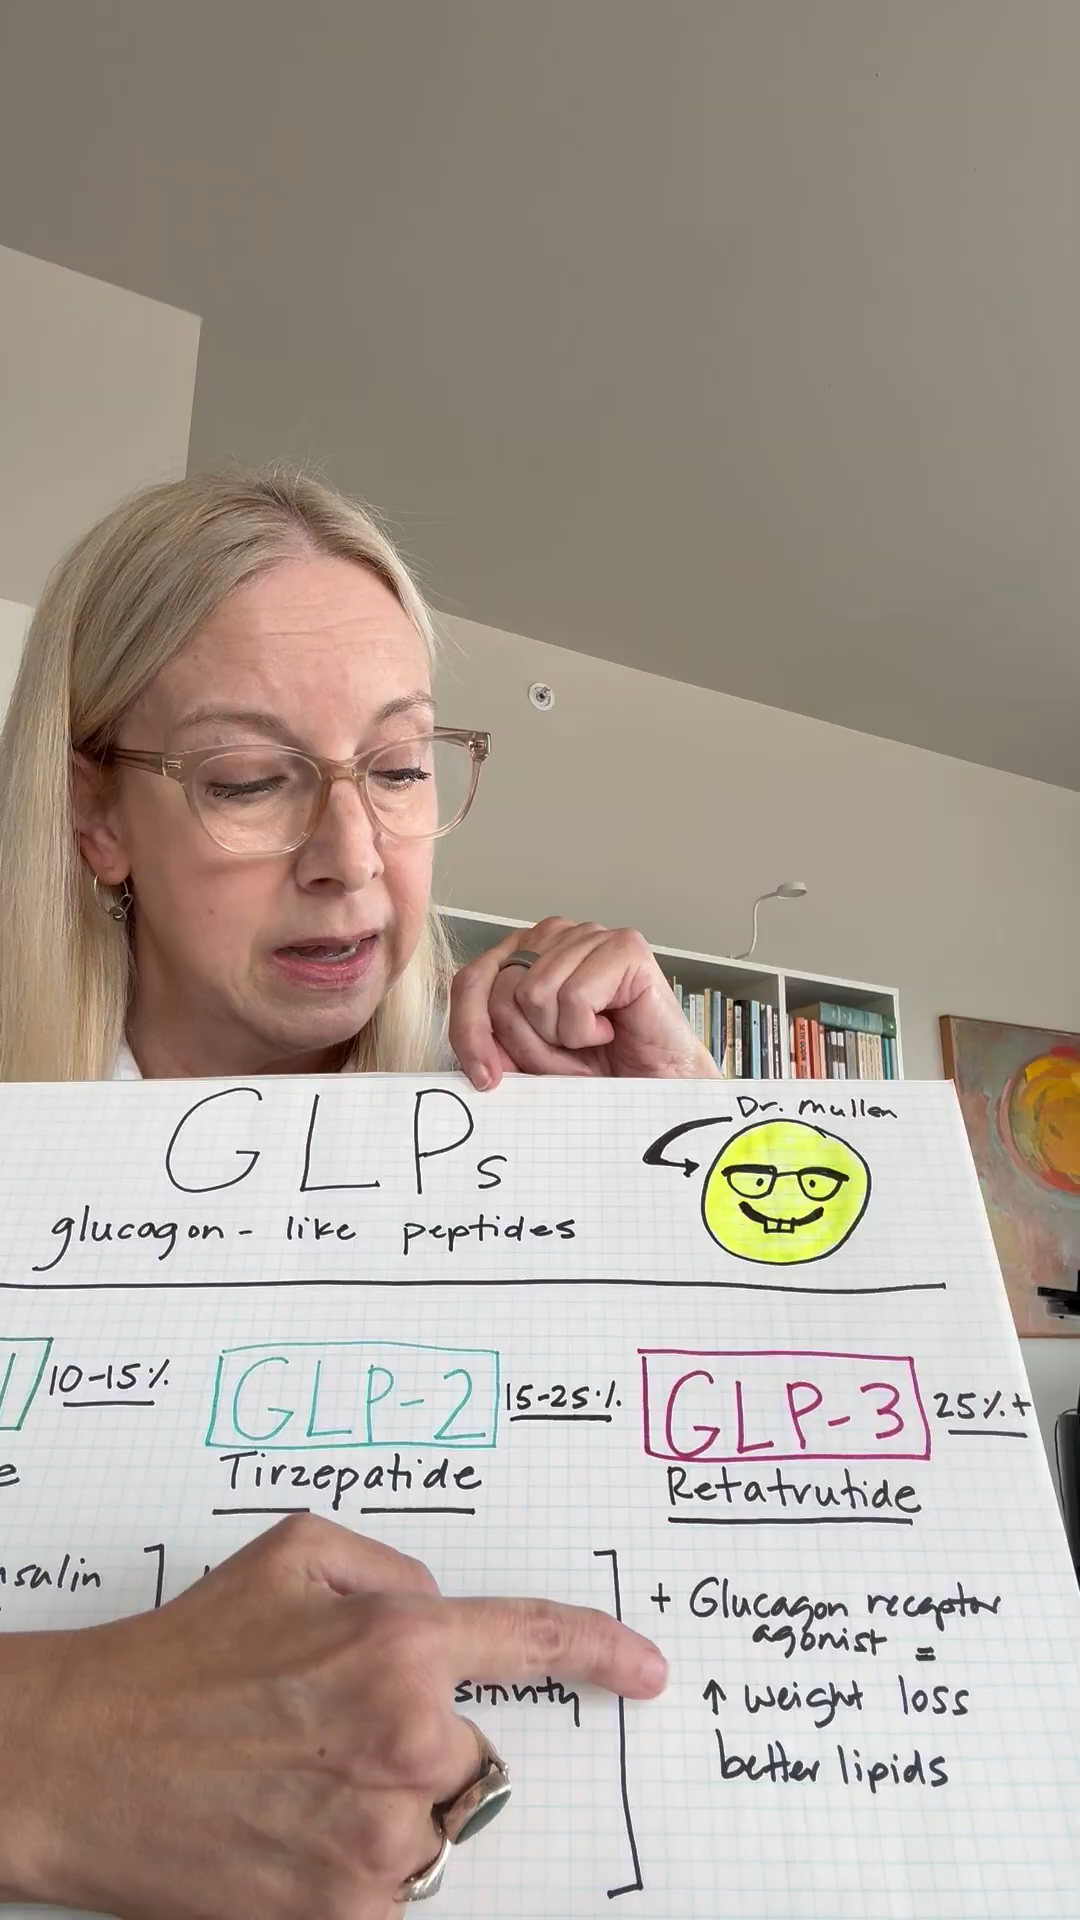 Dr. Mullen
GLPs
glucagon-like peptides
10-15%
GLP-2
15-25%
GLP-3
25%+
Tirzepatide
Retatrutide
+ Glucagon receptor
agonist =
↑ weight loss
better lipids